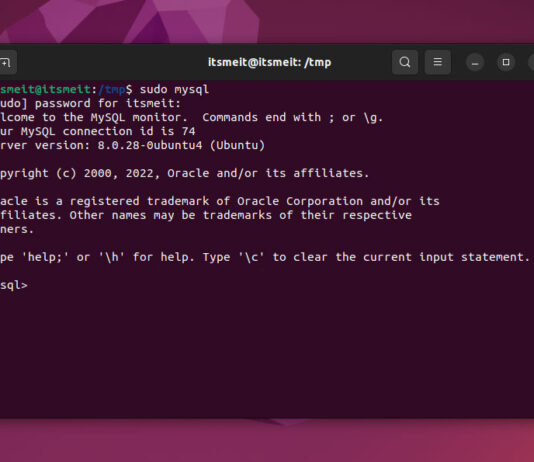 itsmeit@itsmeit: /tmp
smeit@itsmeit:/tmp$ sudo mysql
udo] password for itsmeit:
lcome to the MySQL monitor.  Commands end with ; or \g.
ur MySQL connection id is 74
rver version: 8.0.28-0ubuntu4 (Ubuntu)
pyright (c) 2000, 2022, Oracle and/or its affiliates.
acle is a registered trademark of Oracle Corporation and/or its
filiates. Other names may be trademarks of their respective
ners.
pe 'help;' or '\h' for help. Type '\c' to clear the current input statement.
sql>